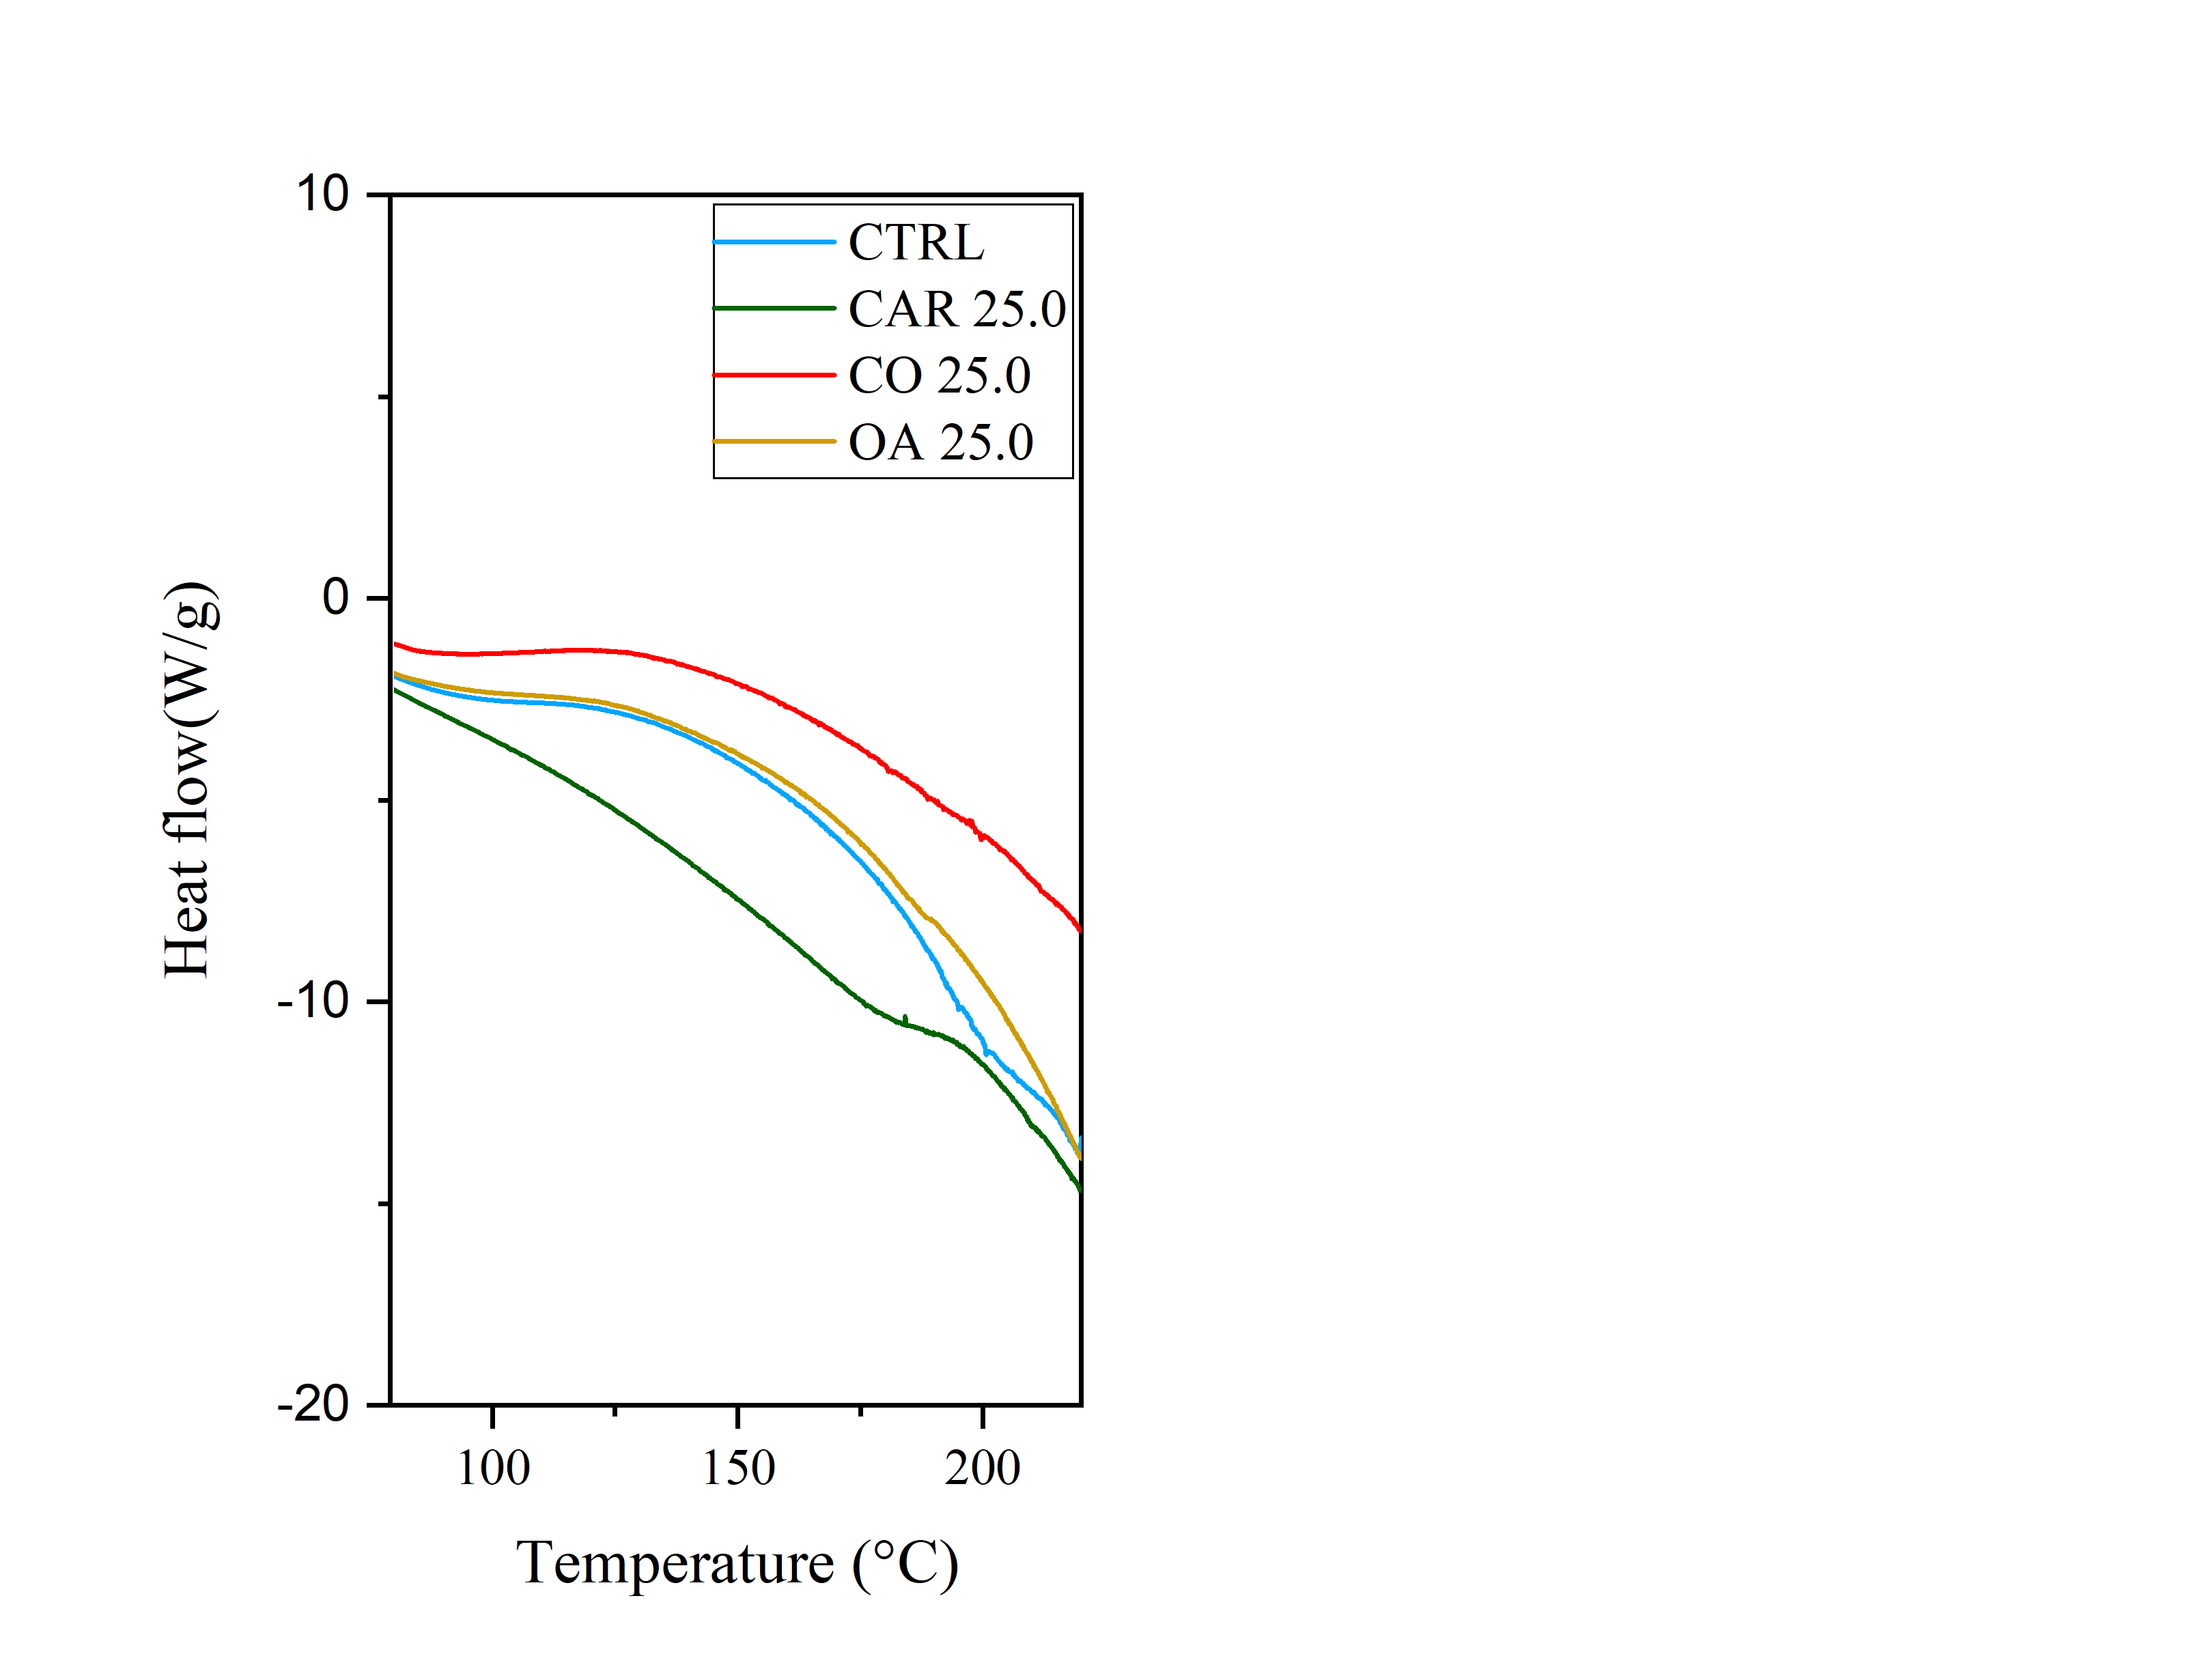 10
0
-10
-20
Heat flow(W/g)
CTRL
CAR 25.0
CO 25.0
OA 25.0
100 150 200
Temperature (°C)